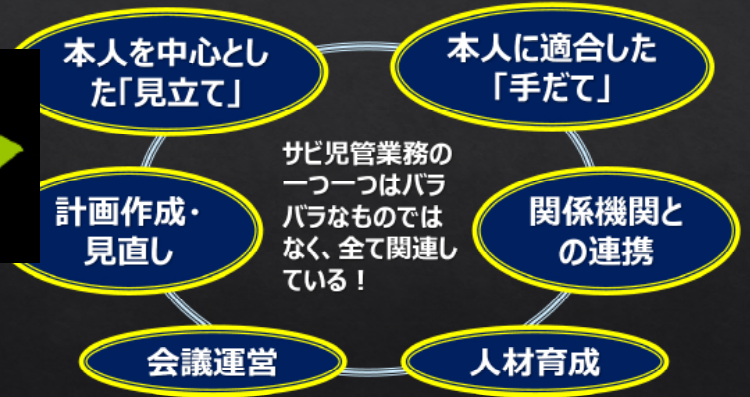 本人を中心とし
た「見立て」
本人に適合した
「手だて」
サビ児管業務の
一つ一つはバラ
バラなものでは
なく、全て関連し
ている！
計画作成・
見直し
関係機関と
の連携
会議運営
人材育成